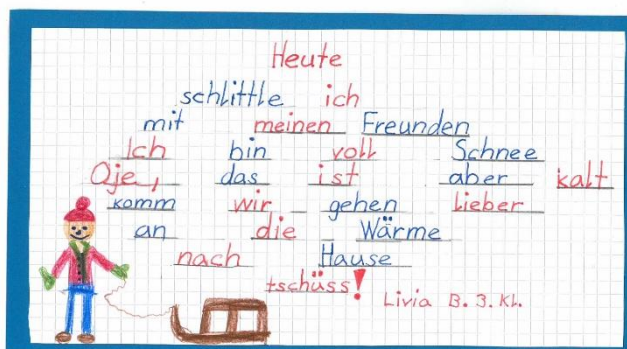 Heute
schlittle ich
mit meinen Freunden
Ich bin voll Schnee
Oje, das ist aber kalt
komm wir gehen lieber
an die Wärme
nach Hause
tschüss!
Livia B. 3. Kl.